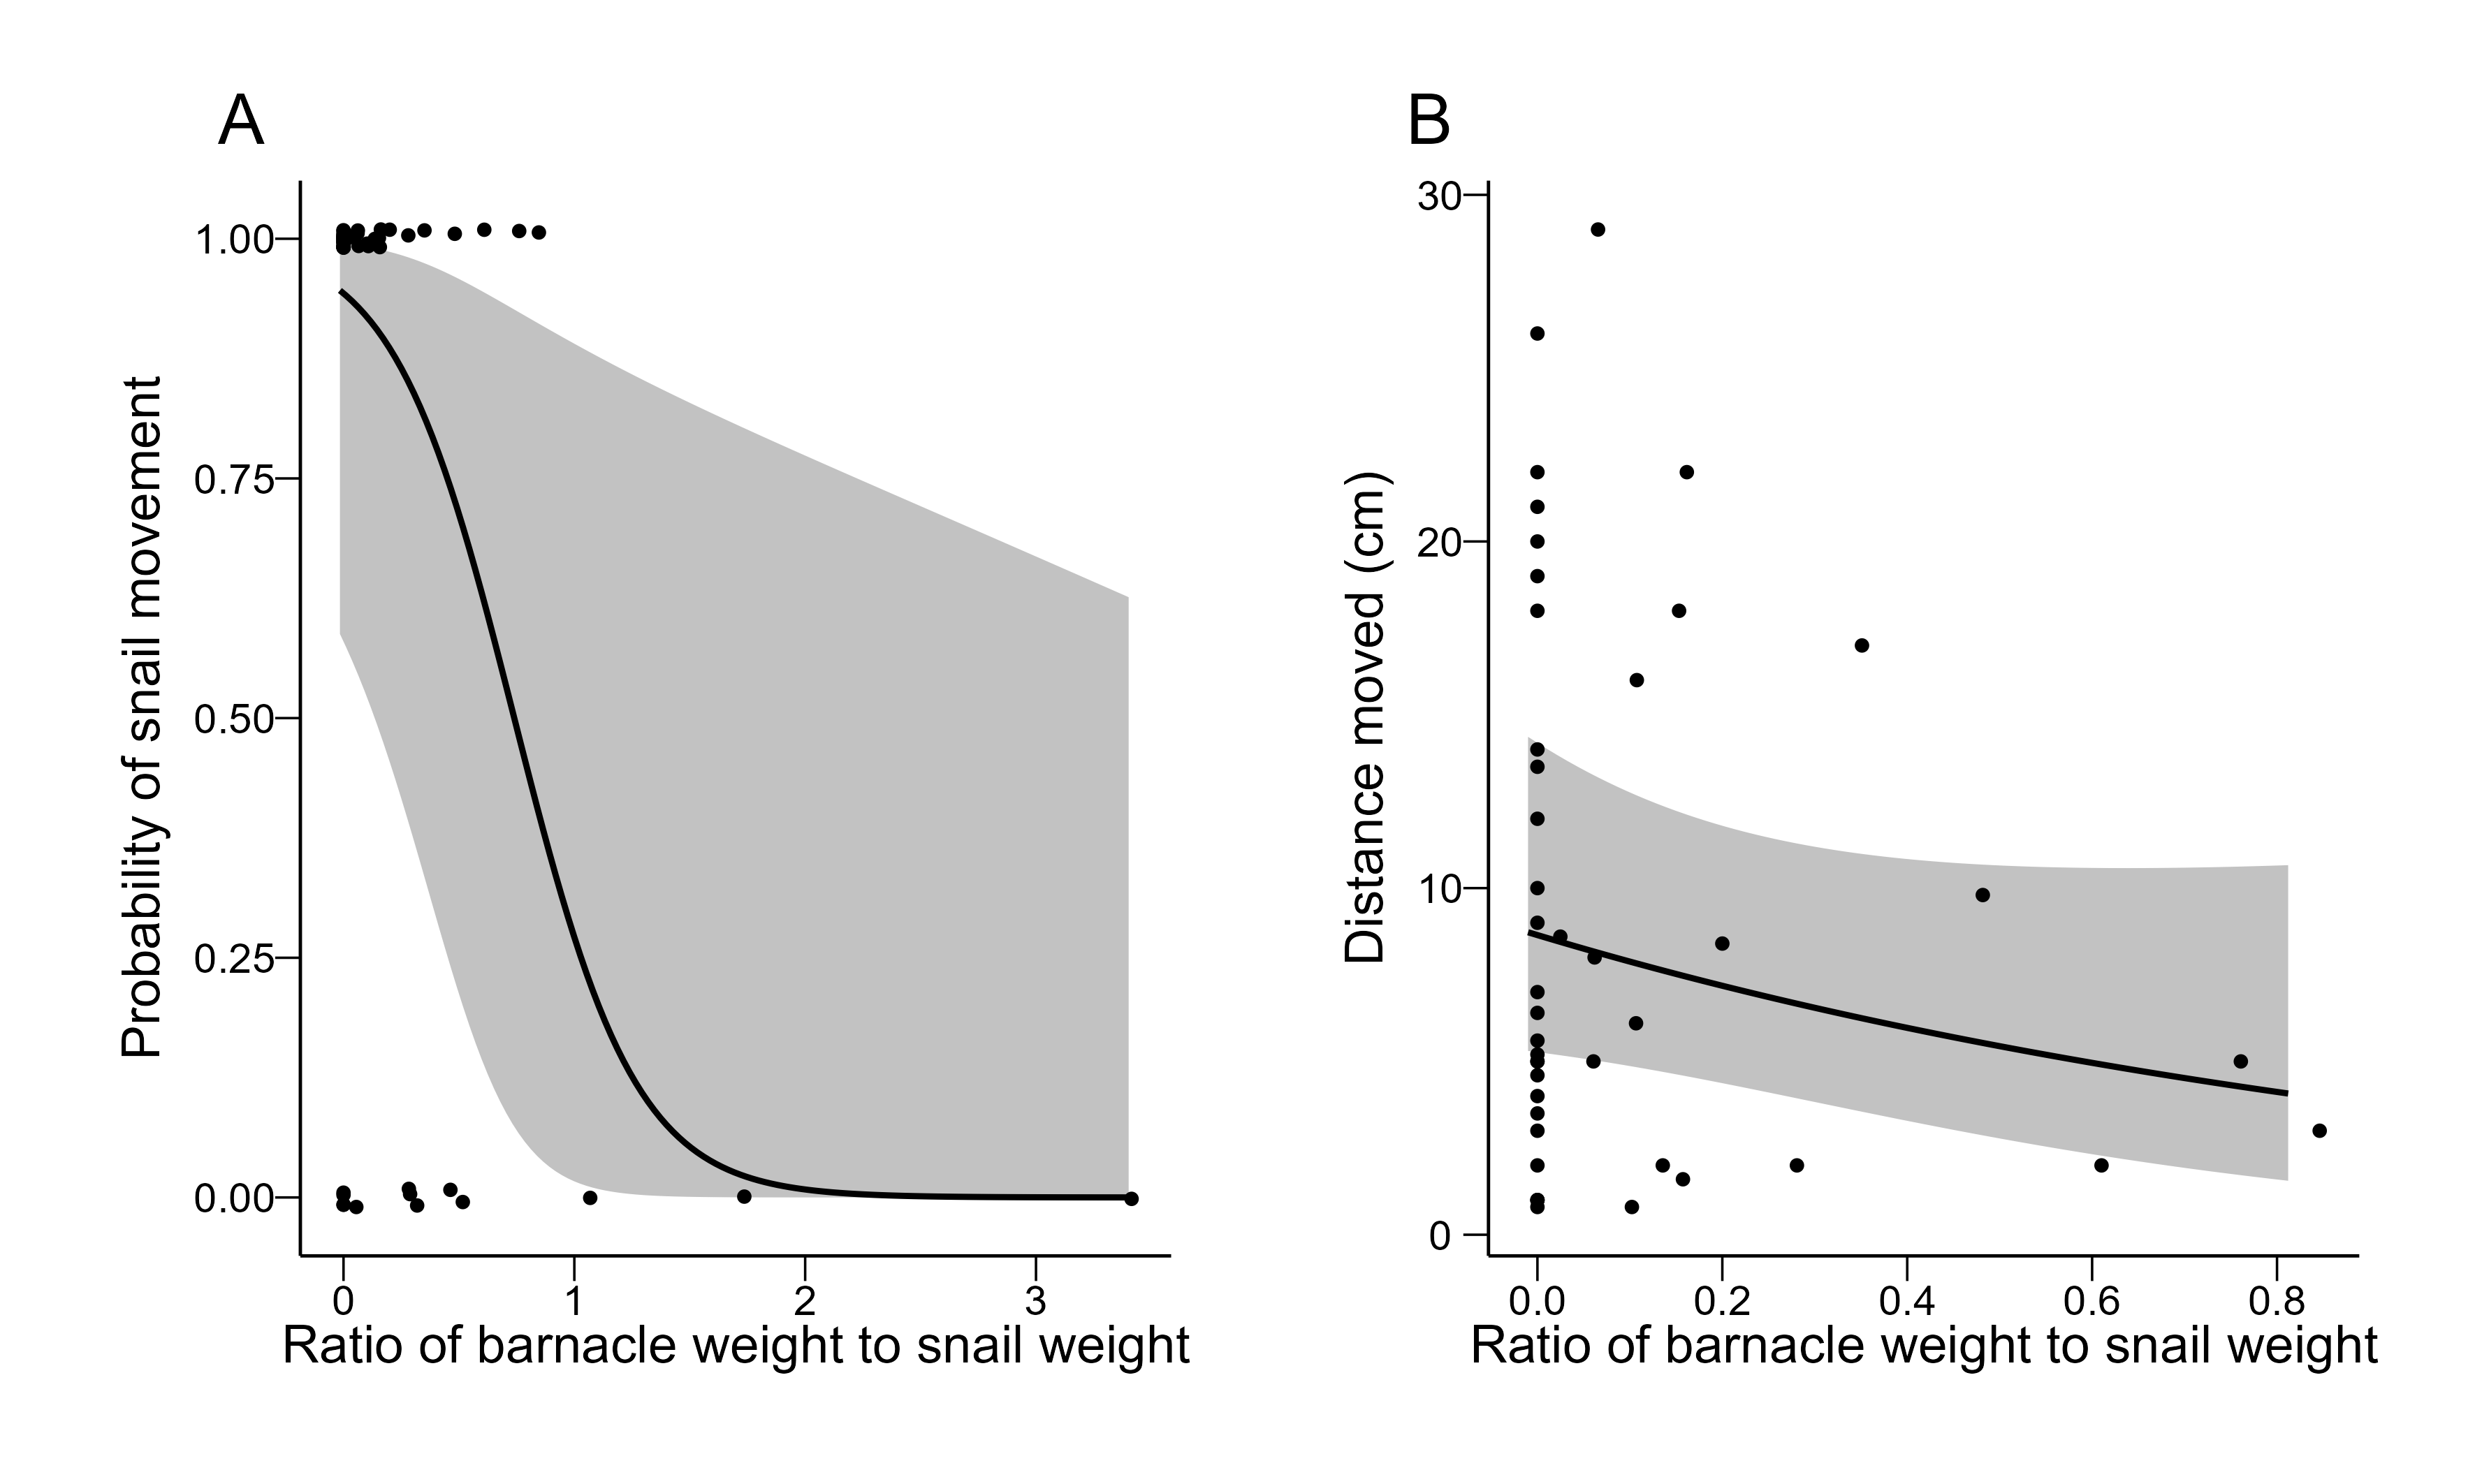 A
Probability of snail movement
1.00
0.75
0.50
0.25
0.00
0 1 2 3
Ratio of barnacle weight to snail weight
B
Distance moved (cm)
30
20
10
0
0.0 0.2 0.4 0.6 0.8
Ratio of barnacle weight to snail weight